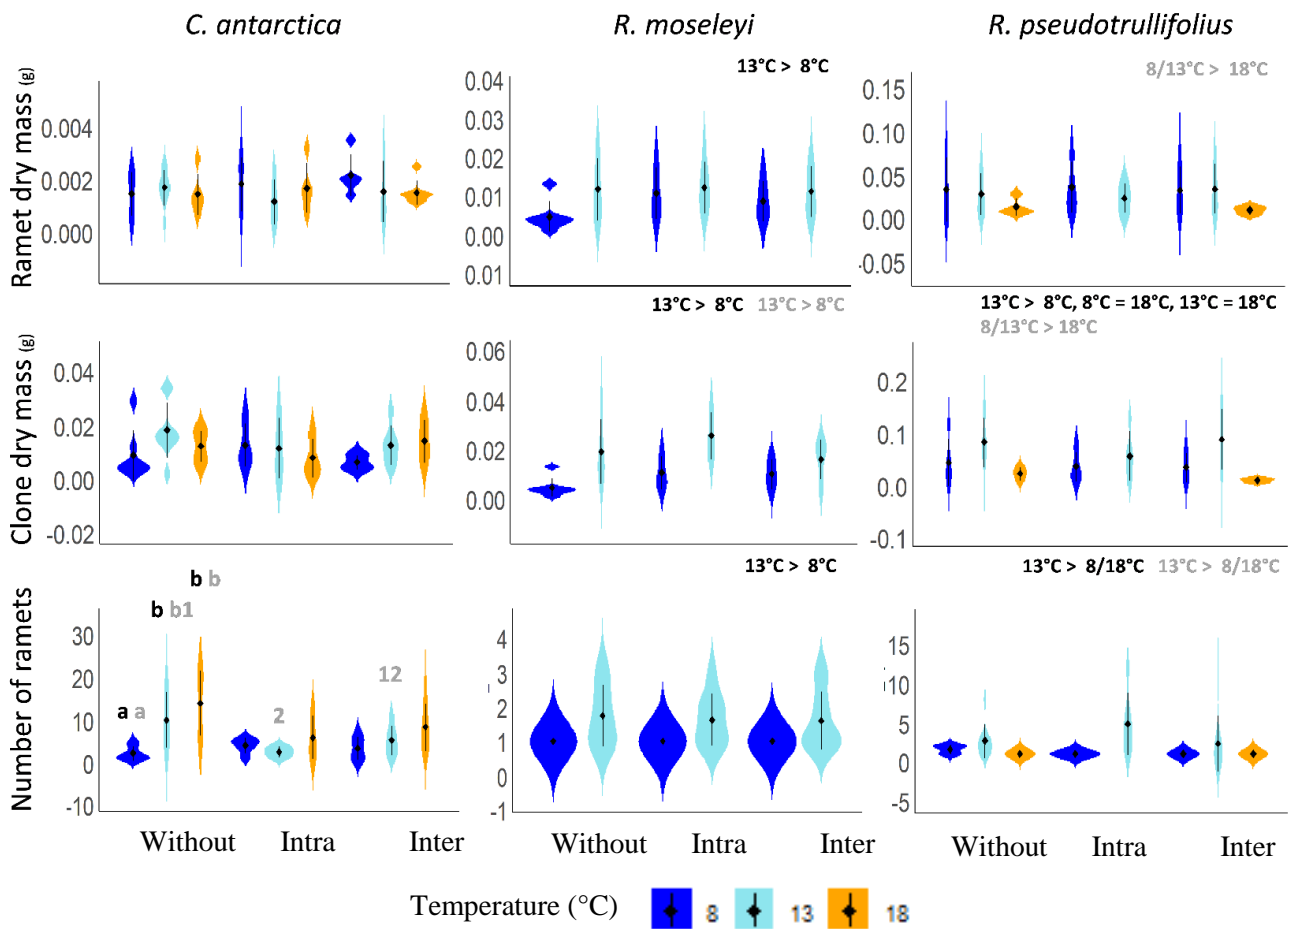 C. antarctica
R. moseleyi
R. pseudotrullifolius
Ramet dry mass (g)
0.004
0.002
0.000
13°C > 8°C
0.04
0.03
0.02
0.01
0.00
0.01
8/13°C > 18°C
0.15
0.10
0.05
0.00
-0.05
Clone dry mass (g)
0.04
0.02
0.00
-0.02
13°C > 8°C 13°C > 8°C
0.06
0.04
0.02
0.00
13°C > 8°C, 8°C = 18°C, 13°C = 18°C
8/13°C > 18°C
0.2
0.1
0.0
-0.1
Number of ramets
b b
b b1
a a
2
12
30
20
10
0
-10
13°C > 8°C
4
3
2
1
0
-1
13°C > 8/18°C 13°C > 8/18°C
15
10
5
0
-5
Without Intra Inter
Intra Inter
Without Intra Inter
Temperature (°C) 8 13 18